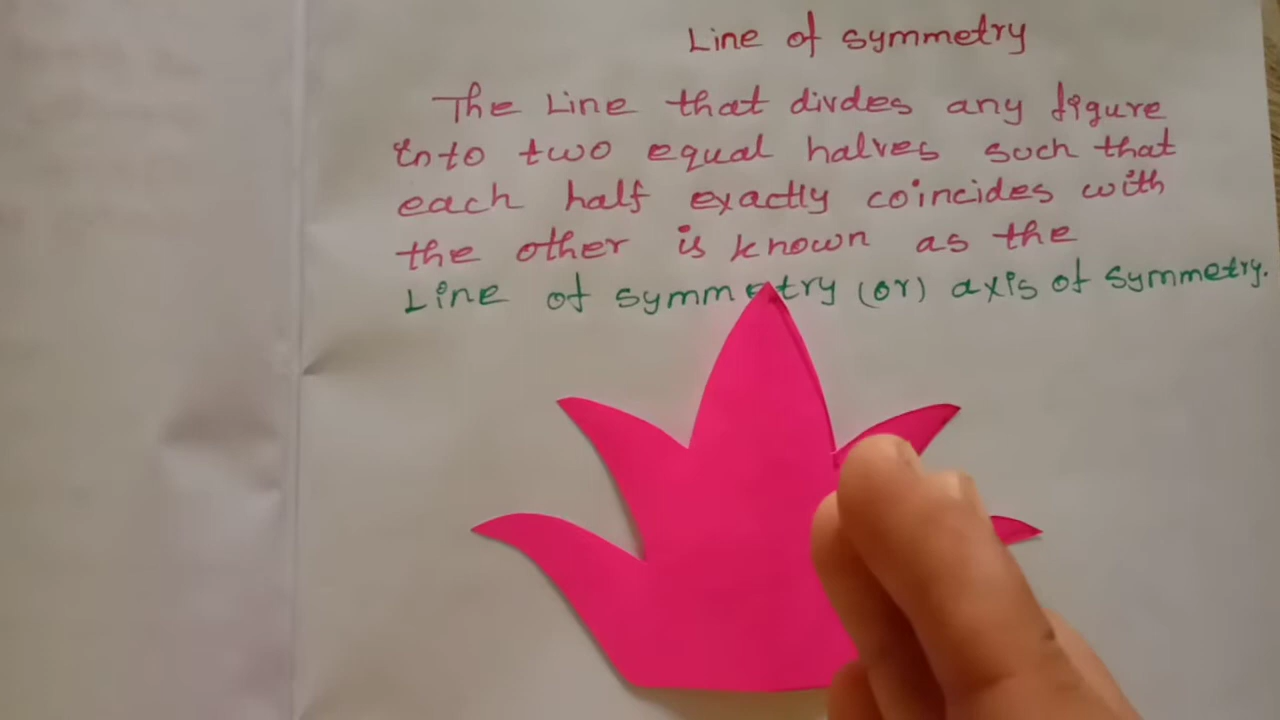 Line of symmetry
The Line that divdes any figure
into two equal halves such that
each half exactly coincides with
the other is known as the
Line of symmetry (or) axis of symmetry.